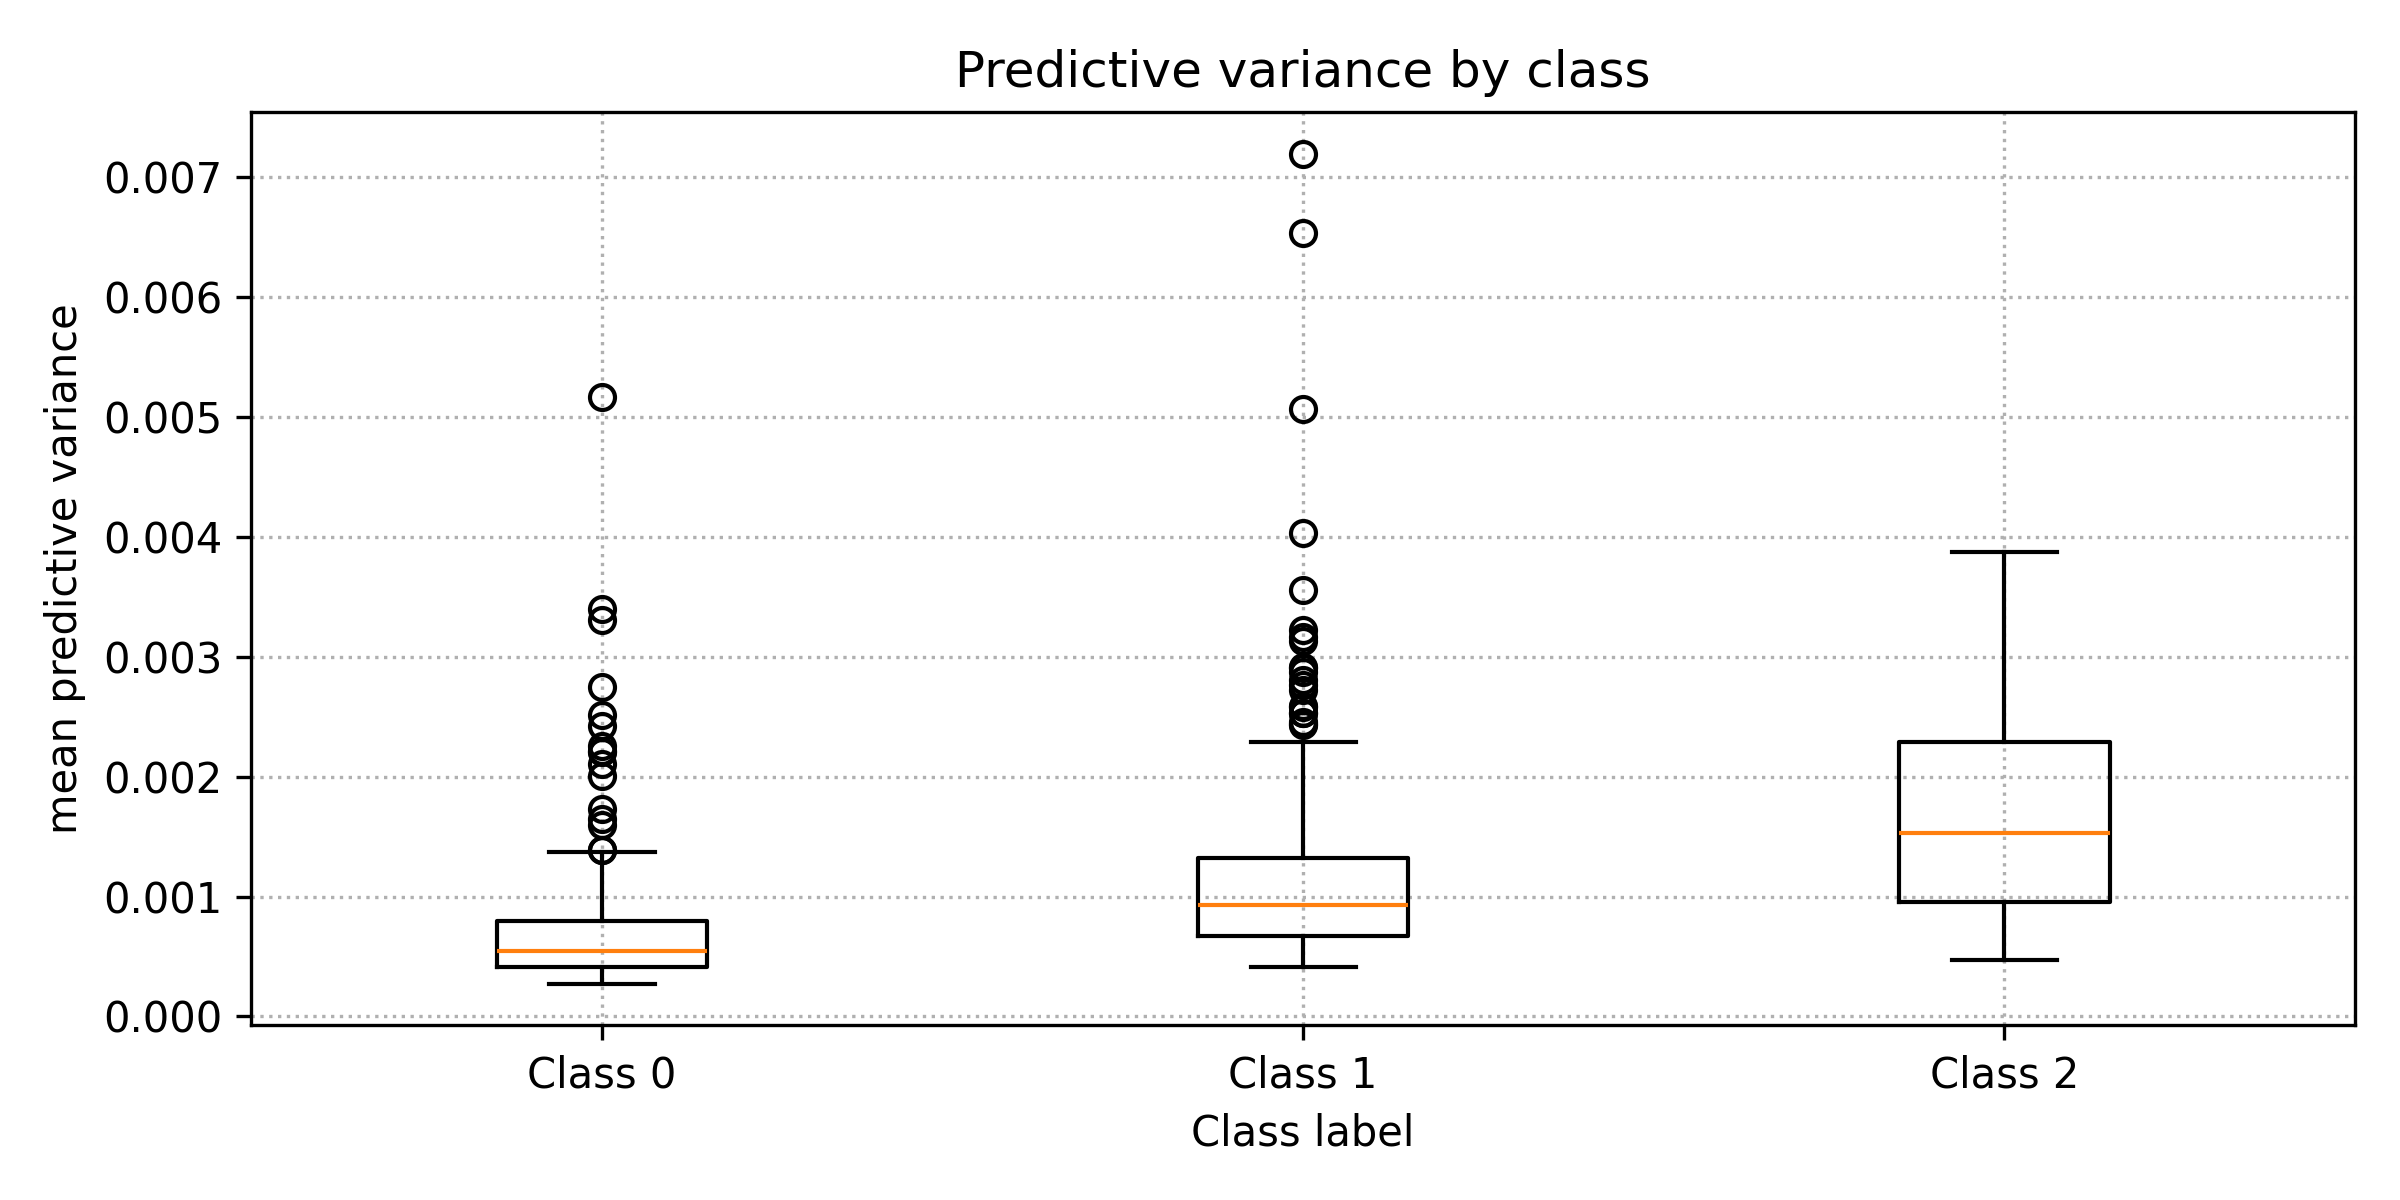 Predictive variance by class
mean predictive variance
0.007
0.006
0.005
0.004
0.003
0.002
0.001
0.000
Class 0
Class 1
Class 2
Class label